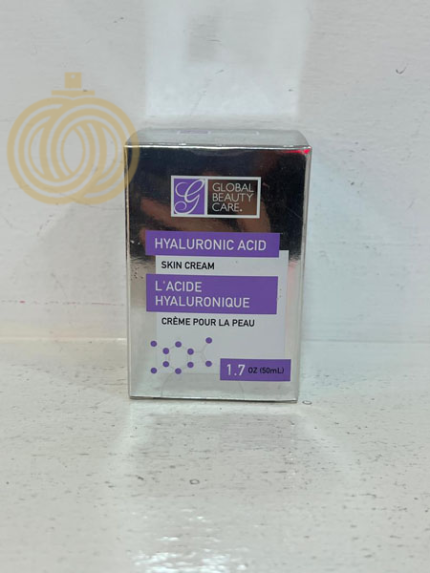 G GLOBAL
BEAUTY
CARE.
HYALURONIC ACID
SKIN CREAM
L'ACIDE
HYALURONIQUE
CRÈME POUR LA PEAU
1.7 OZ (50mL)